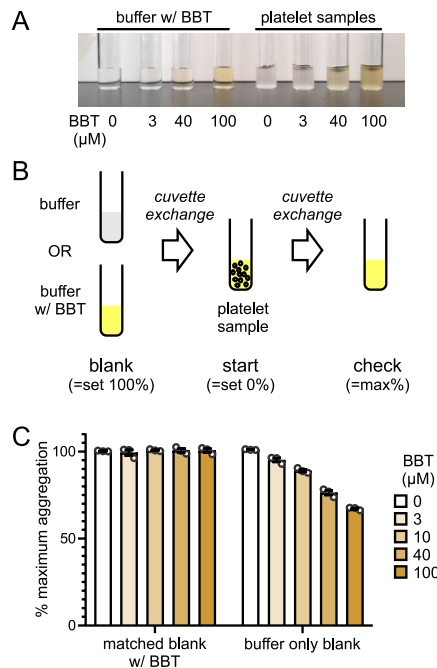 A
buffer w/ BBT platelet samples
BBT 0 3 40 100 0 3 40 100
(µM)
B
buffer
OR
buffer
w/ BBT
cuvette
exchange
cuvette
exchange
platelet
sample
blank
(=set 100%)
start
(=set 0%)
check
(=max%)
C
% maximum aggregation
100
50
0
matched blank
w/ BBT
buffer only blank
BBT
(µM)
0
3
10
40
100